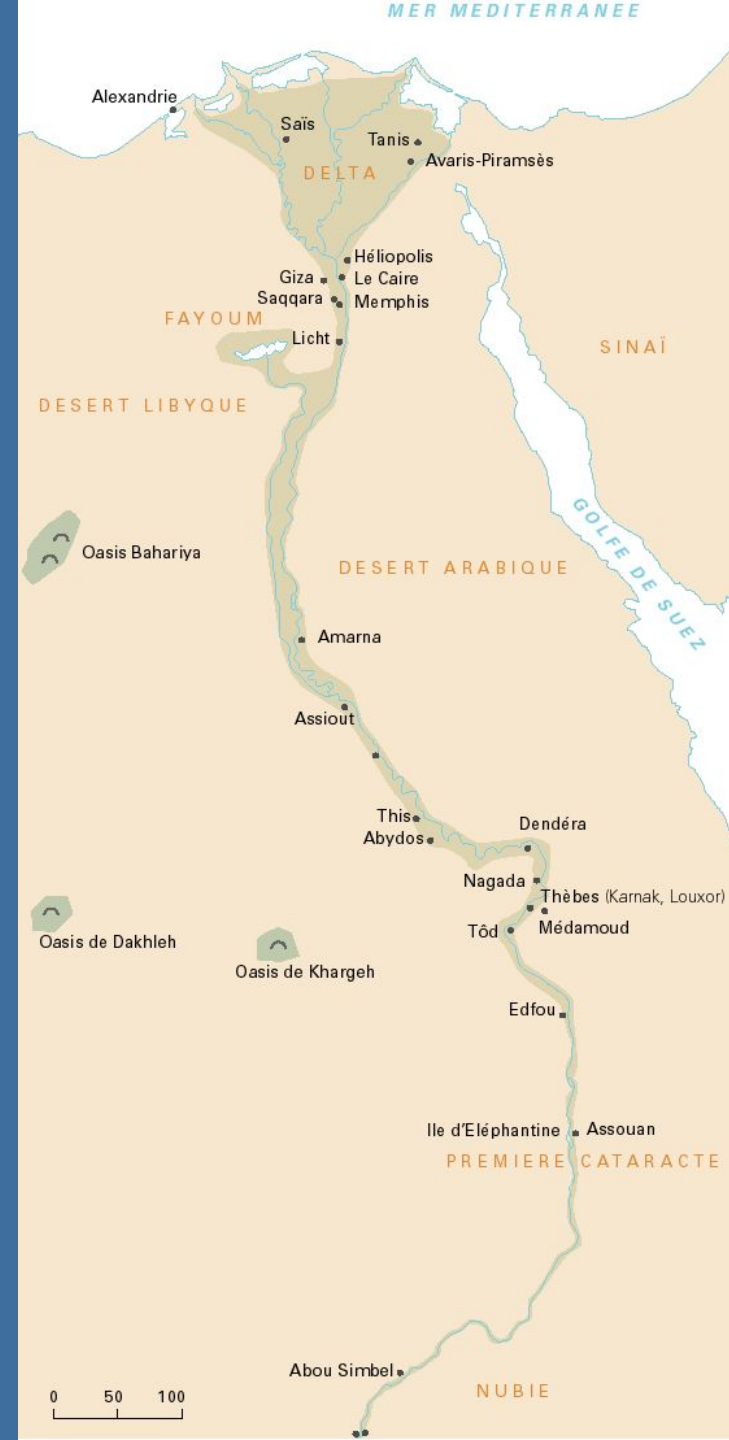 MER MEDITERRANEE
Alexandrie
Saïs
Tanis
DELTA
Avaris-Piramsès
Héliopolis
Giza
Le Caire
Saqqara
Memphis
FAYOUM
Licht
SINAÏ
DESERT LIBYQUE
GOLFE DE SUEZ
Oasis Bahariya
DESERT ARABIQUE
Amarna
Assiout
This
Dendéra
Abydos
Nagada
Thèbes (Karnak, Louxor)
Tôd
Médamoud
Oasis de Dakhleh
Oasis de Khargeh
Edfou
Ile d'Eléphantine
Assouan
PREMIERE CATARACTE
Abou Simbel
NUBIE
0 50 100